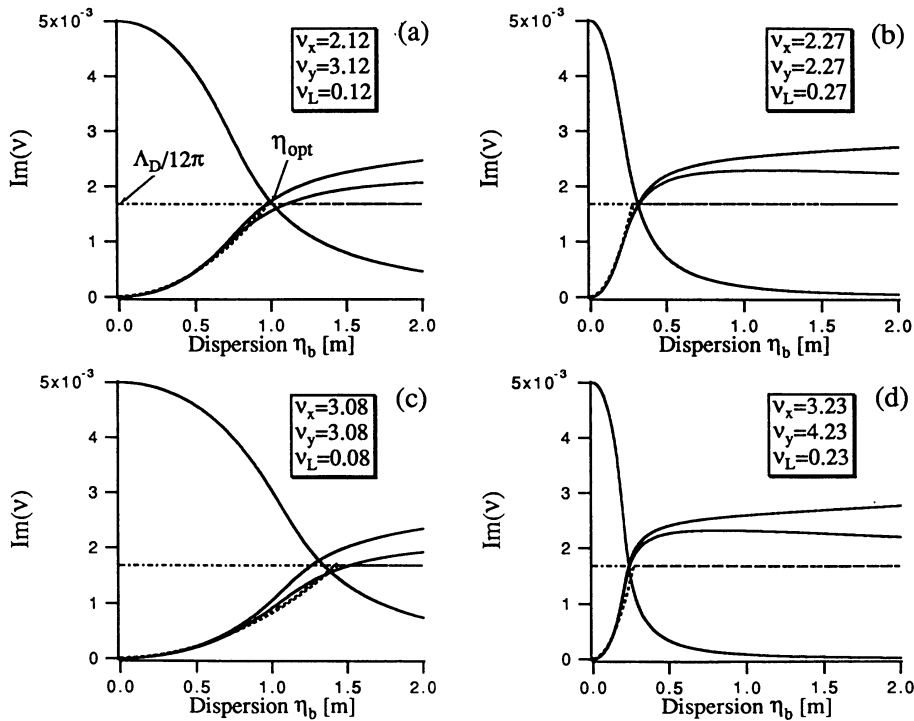 (a)
5x10⁻³
4
3
2
1
0
Im(ν)
νx=2.12
νy=3.12
νL=0.12
ΛD/12π
ηopt
0.0 0.5 1.0 1.5 2.0
Dispersion ηb [m]
(b)
5x10⁻³
4
3
2
1
0
Im(ν)
νx=2.27
νy=2.27
νL=0.27
0.0 0.5 1.0 1.5 2.0
Dispersion ηb [m]
(c)
5x10⁻³
4
3
2
1
0
Im(ν)
νx=3.08
νy=3.08
νL=0.08
0.0 0.5 1.0 1.5 2.0
Dispersion ηb [m]
(d)
5x10⁻³
4
3
2
1
0
Im(ν)
νx=3.23
νy=4.23
νL=0.23
0.0 0.5 1.0 1.5 2.0
Dispersion ηb [m]